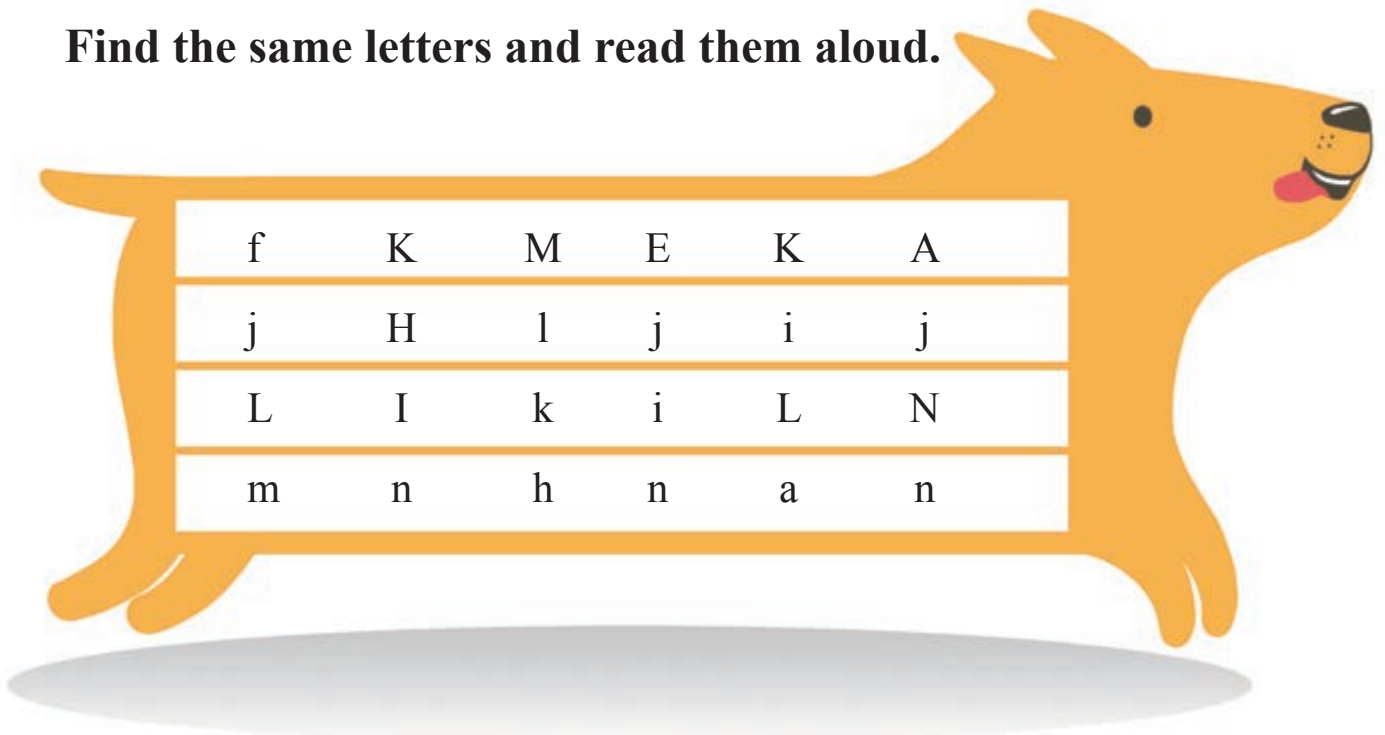 Find the same letters and read them aloud.
f K M E K A
j H l j i j
L I k i L N
m n h n a n